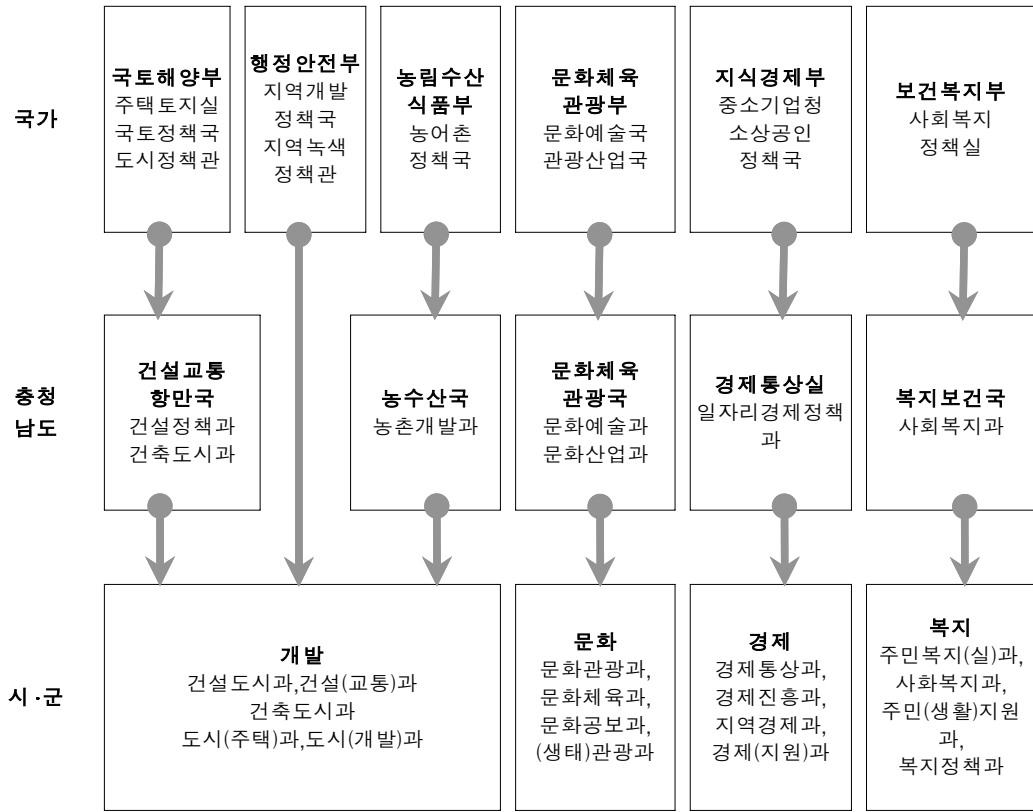 국가
국토해양부
주택토지실
국토정책국
도시정책관
행정안전부
지역개발
정책국
지역녹색
정책관
농림수산
식품부
농어촌
정책국
문화체육
관광부
문화예술국
관광산업국
지식경제부
중소기업청
소상공인
정책국
보건복지부
사회복지
정책실
충청
남도
건설교통
항만국
건설정책과
건축도시과
농수산국
농촌개발과
문화체육
관광국
문화예술과
문화산업과
경제통상실
일자리경제정책
과
복지보건국
사회복지과
시·군
개발
건설도시과,건설(교통)과
건축도시과
도시(주택)과,도시(개발)과
문화
문화관광과,
문화체육과,
문화공보과,
(생태)관광과
경제
경제통상과,
경제진흥과,
지역경제과,
경제(지원)과
복지
주민복지(실)과,
사화복지과,
주민(생활)지원
과,
복지정책과